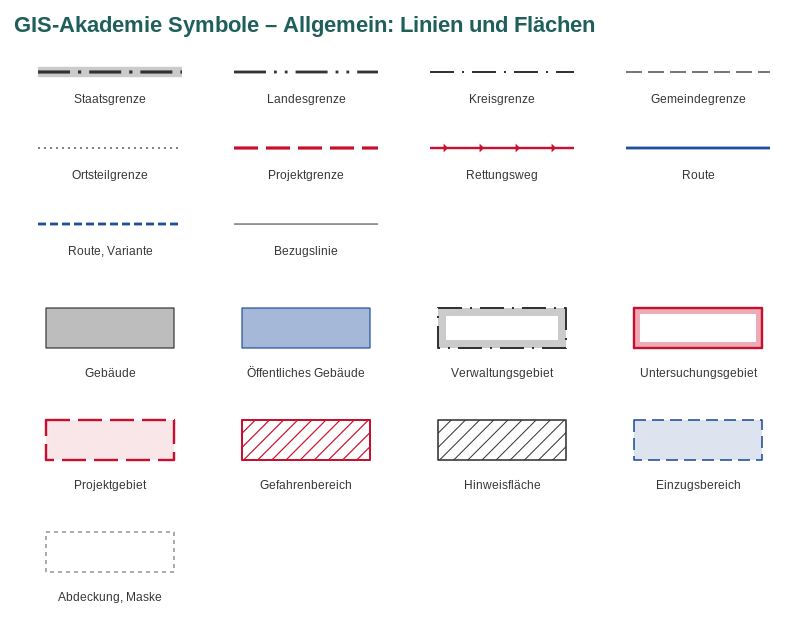 GIS-Akademie Symbole – Allgemein: Linien und Flächen
Staatsgrenze
Landesgrenze
Kreisgrenze
Gemeindegrenze
Ortsteilgrenze
Projektgrenze
Rettungsweg
Route
Route, Variante
Bezugslinie
Gebäude
Öffentliches Gebäude
Verwaltungsgebiet
Untersuchungsgebiet
Projektgebiet
Gefahrenbereich
Hinweisfläche
Einzugsbereich
Abdeckung, Maske